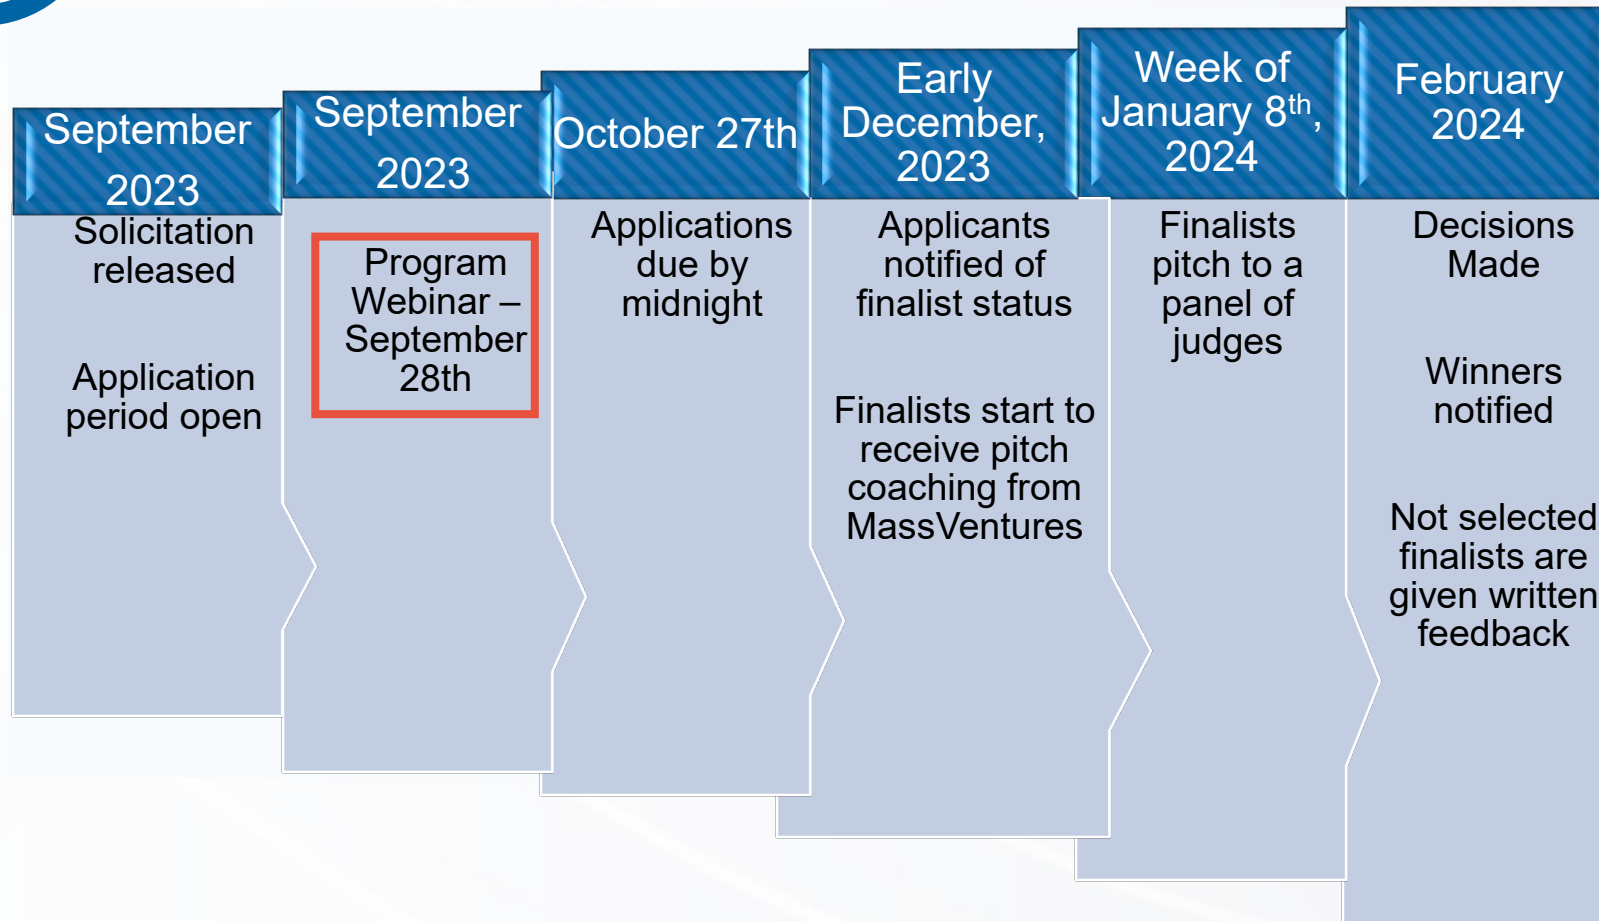 September
2023
Solicitation
released
Application
period open
September
2023
Program
Webinar –
September
28th
October 27th
Applications
due by
midnight
Early
December,
2023
Applicants
notified of
finalist status
Finalists start to
receive pitch
coaching from
MassVentures
Week of
January 8th,
2024
Finalists
pitch to a
panel of
judges
February
2024
Decisions
Made
Winners
notified
Not selected
finalists are
given written
feedback